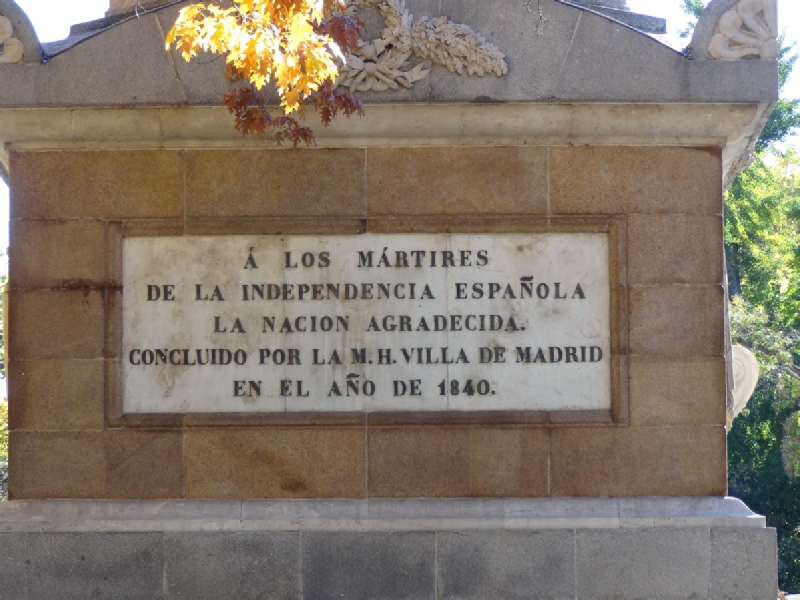 Á LOS MÁRTIRES
DE LA INDEPENDENCIA ESPAÑOLA
LA NACION AGRADECIDA.
CONCLUIDO POR LA M.H. VILLA DE MADRID
EN EL AÑO DE 1840.